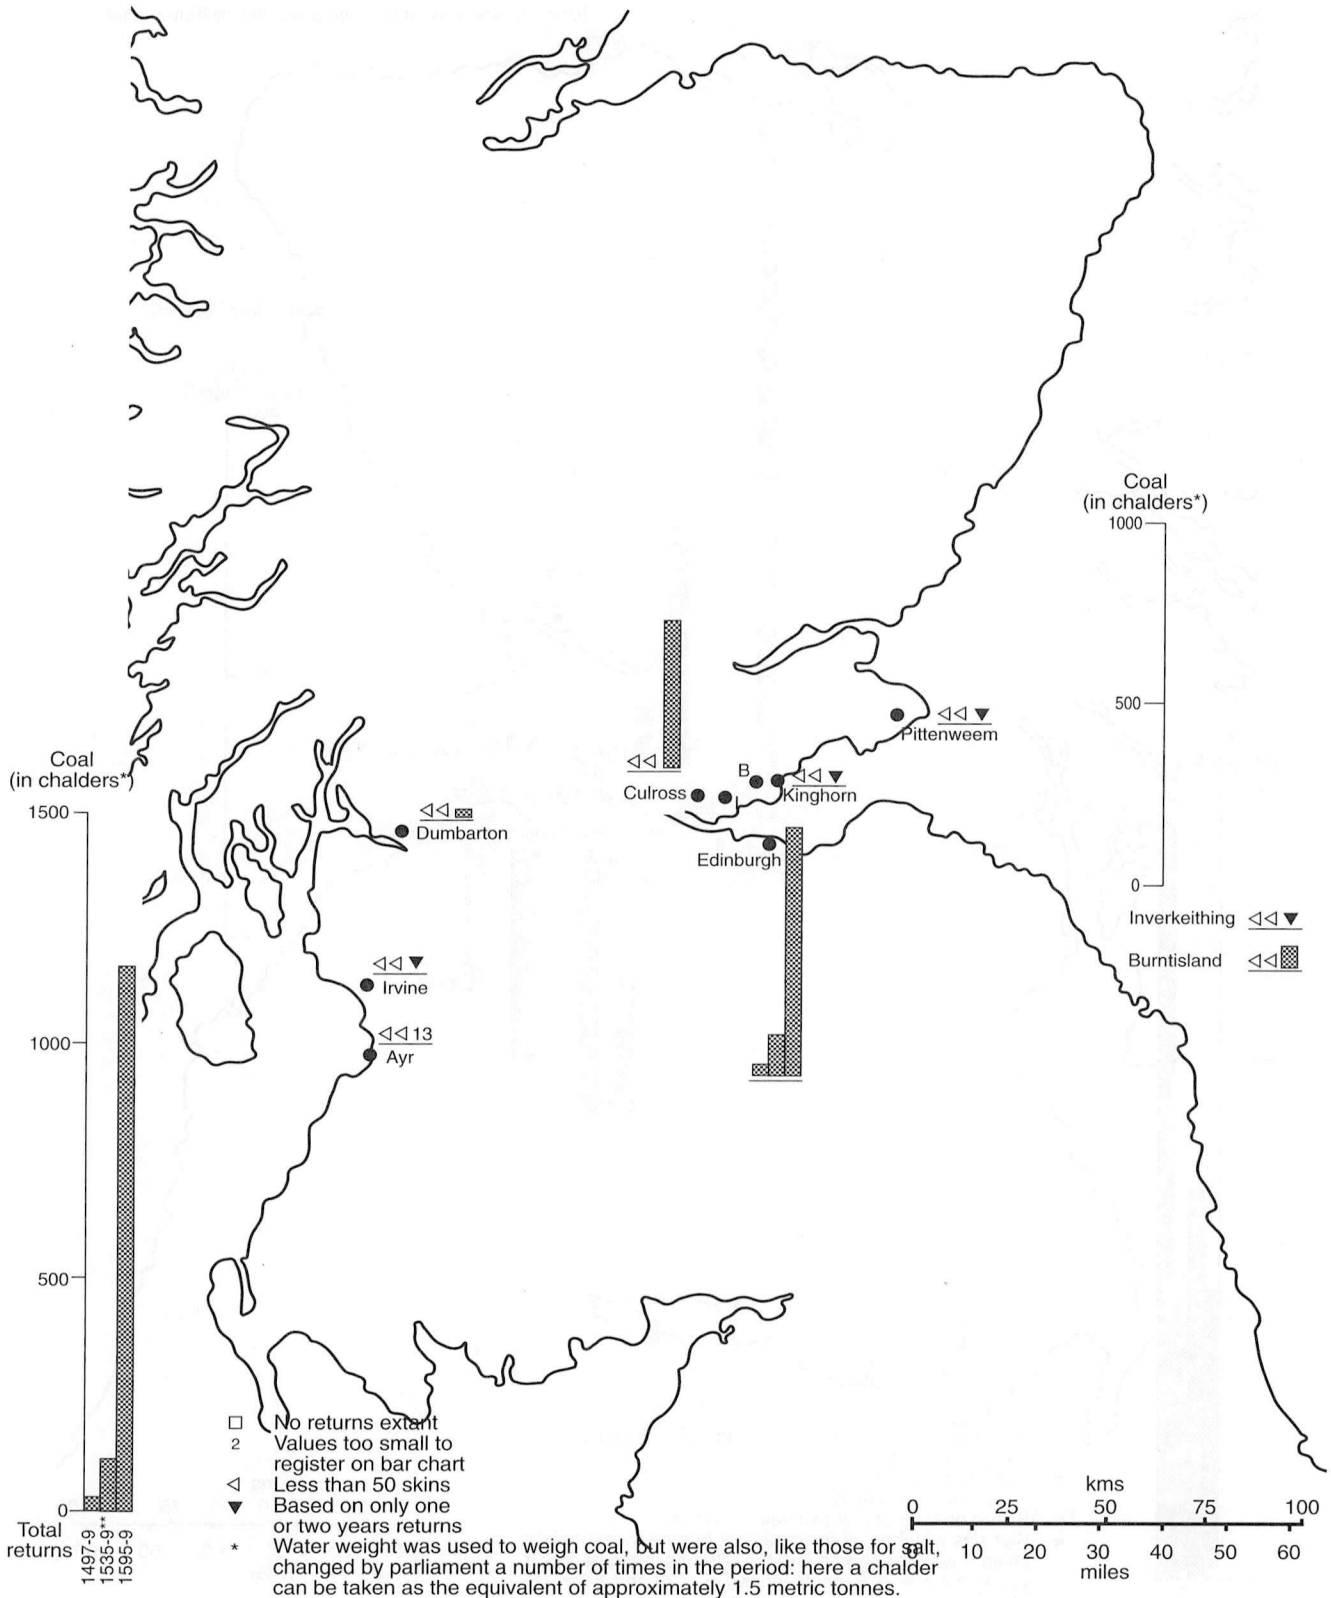 Coal
(in chalders*)
1000
500
0
Pittenweem
B
Kinghorn
Culross
I
Edinburgh
Inverkeithing
Burntisland
Coal
(in chalders*)
1500
1000
500
0
Dumbarton
Irvine
13
Ayr
Total
returns
1497-9
1535-9**
1595-9
No returns extant
2 Values too small to
register on bar chart
Less than 50 skins
Based on only one
or two years returns
* Water weight was used to weigh coal, but were also, like those for salt,
changed by parliament a number of times in the period: here a chalder
can be taken as the equivalent of approximately 1.5 metric tonnes.
kms
0 25 50 75 100
0 10 20 30 40 50 60
miles